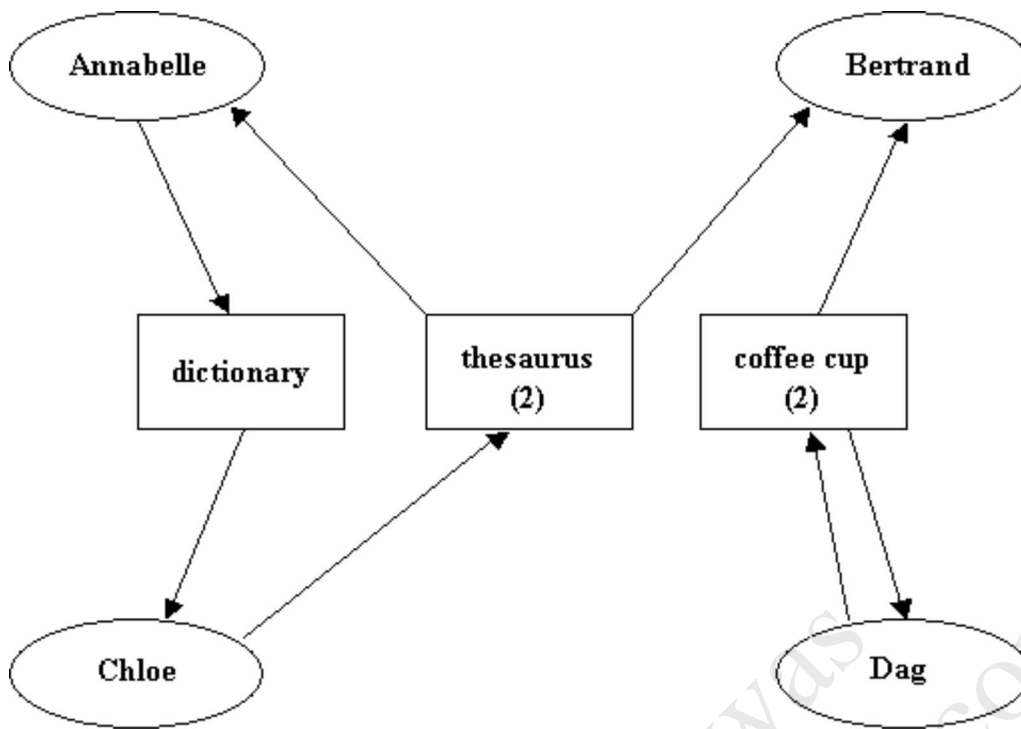 Annabelle
Bertrand
dictionary
thesaurus
(2)
coffee cup
(2)
Chloe
Dag